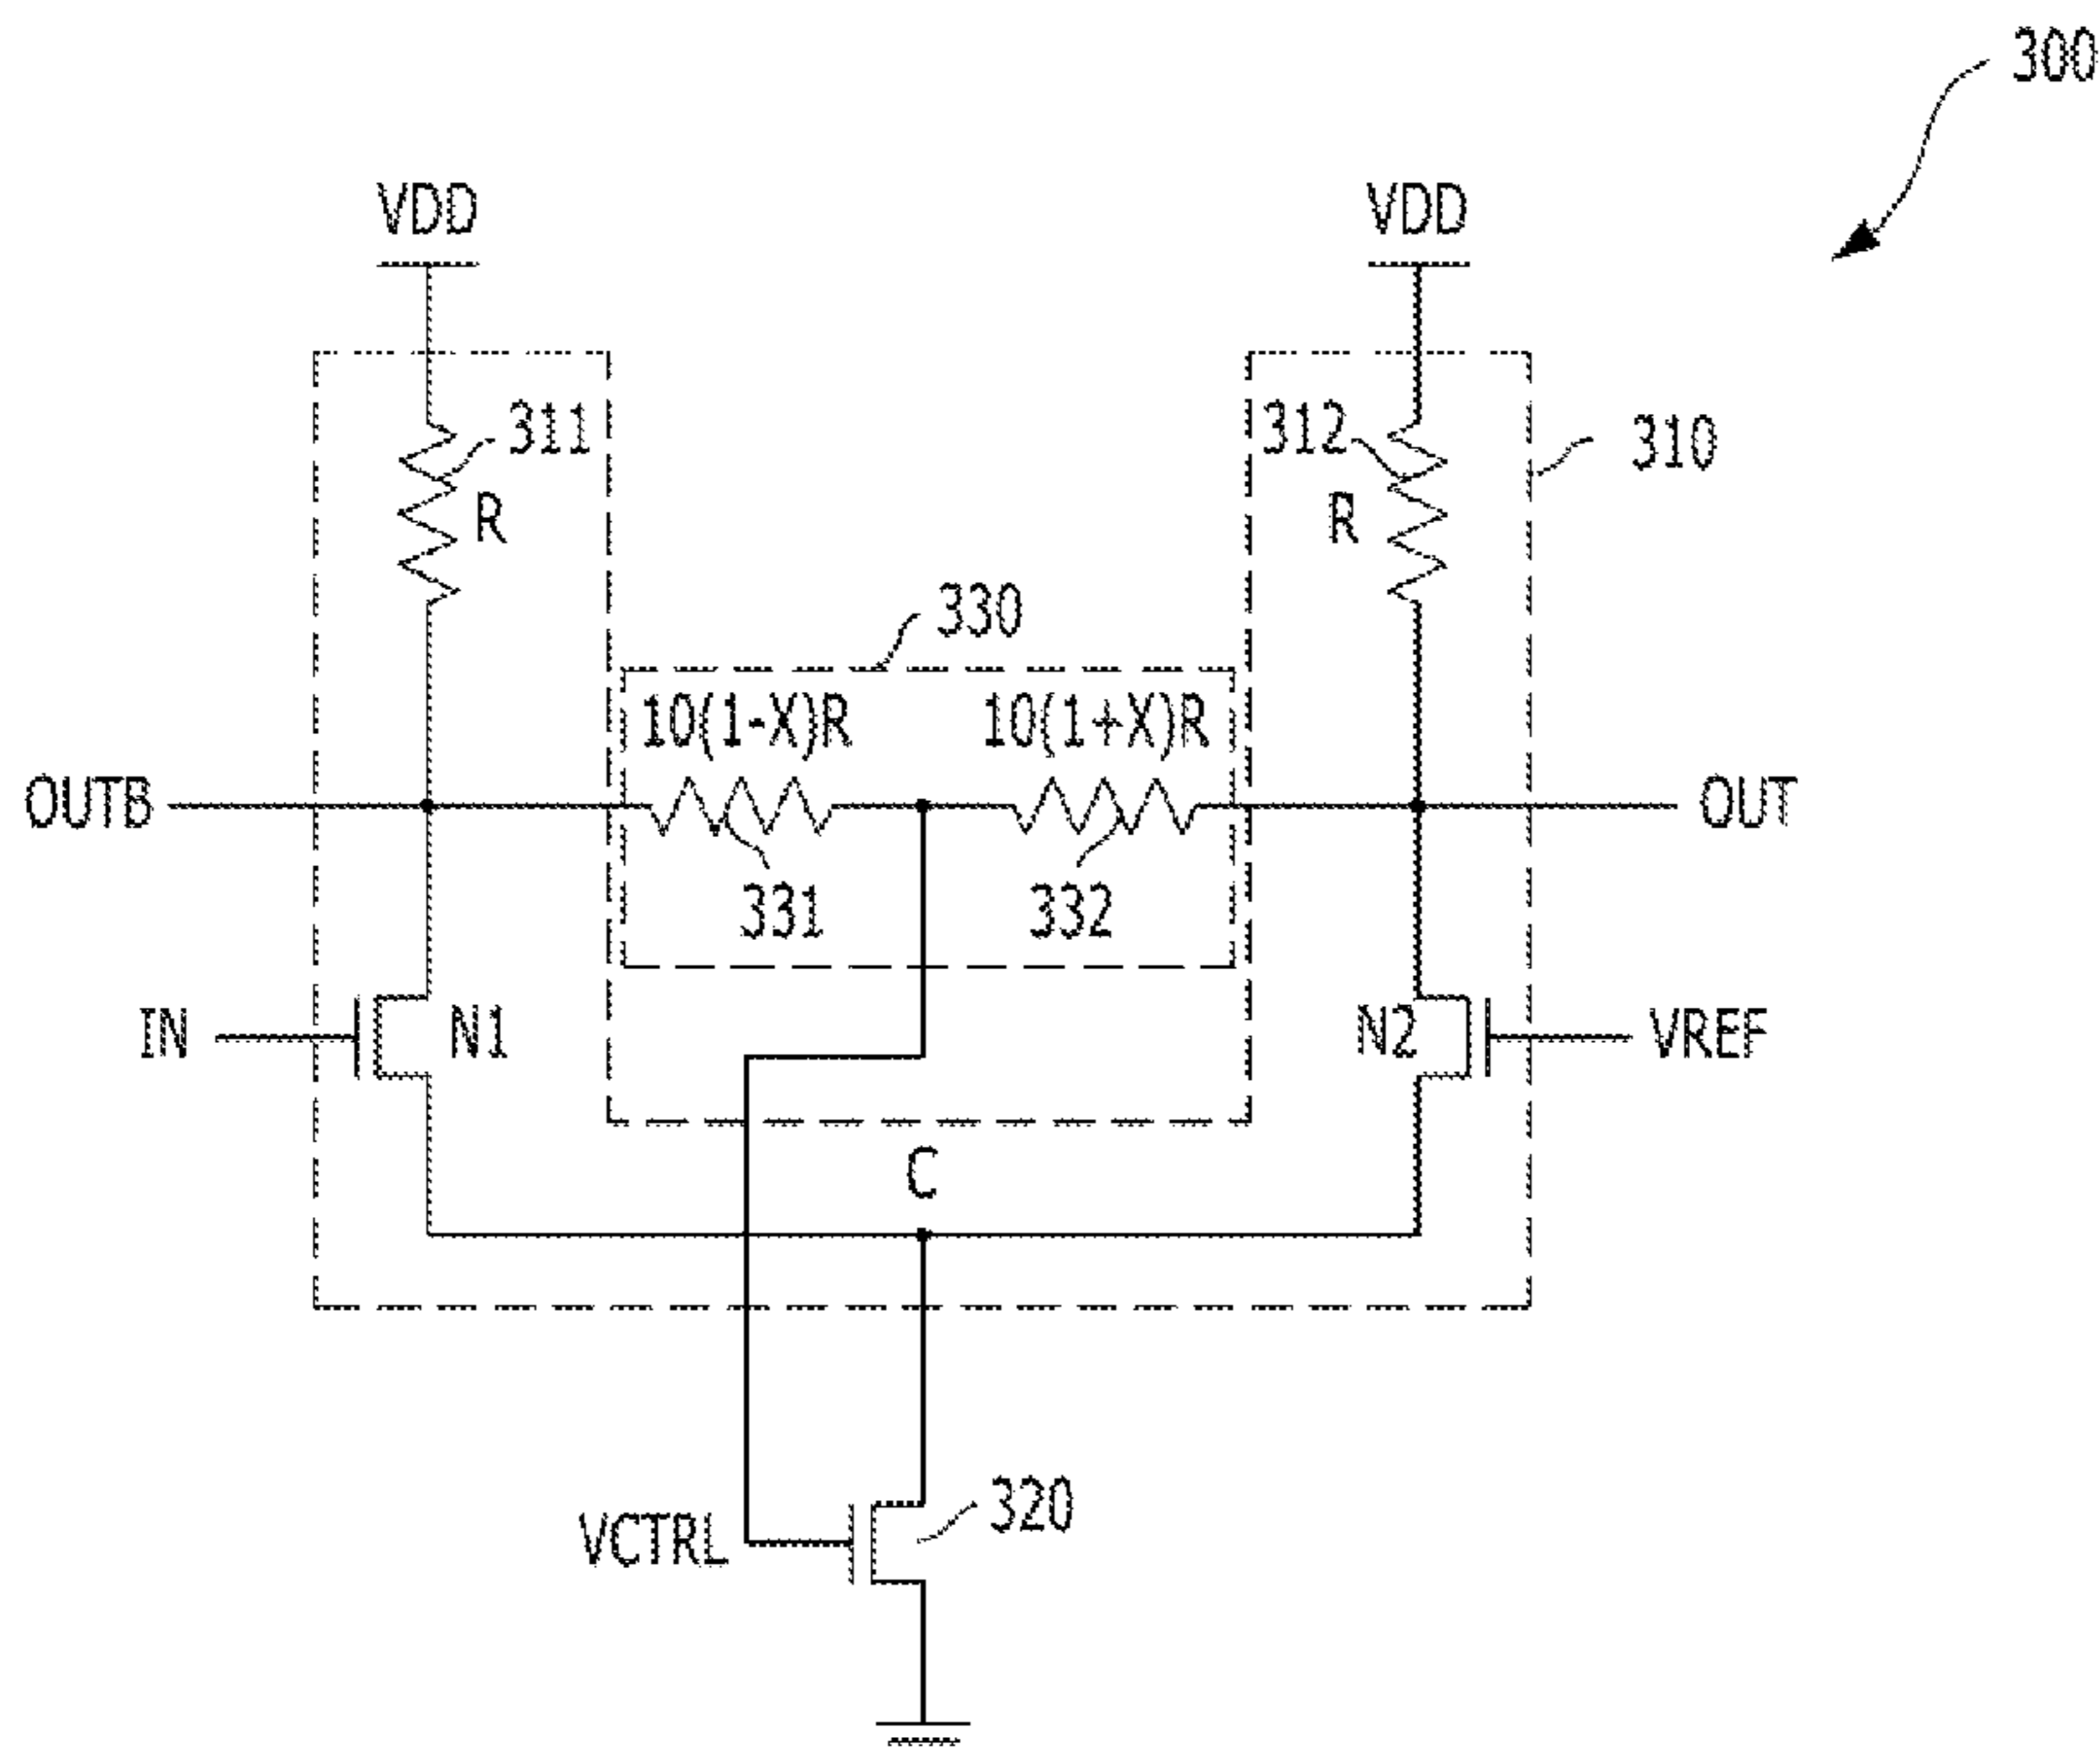 300
VDD
VDD
311
312
310
R
R
330
10(1-X)R
10(1+X)R
OUTB
OUT
331
332
IN
N1
N2
VREF
C
VCTRL
320